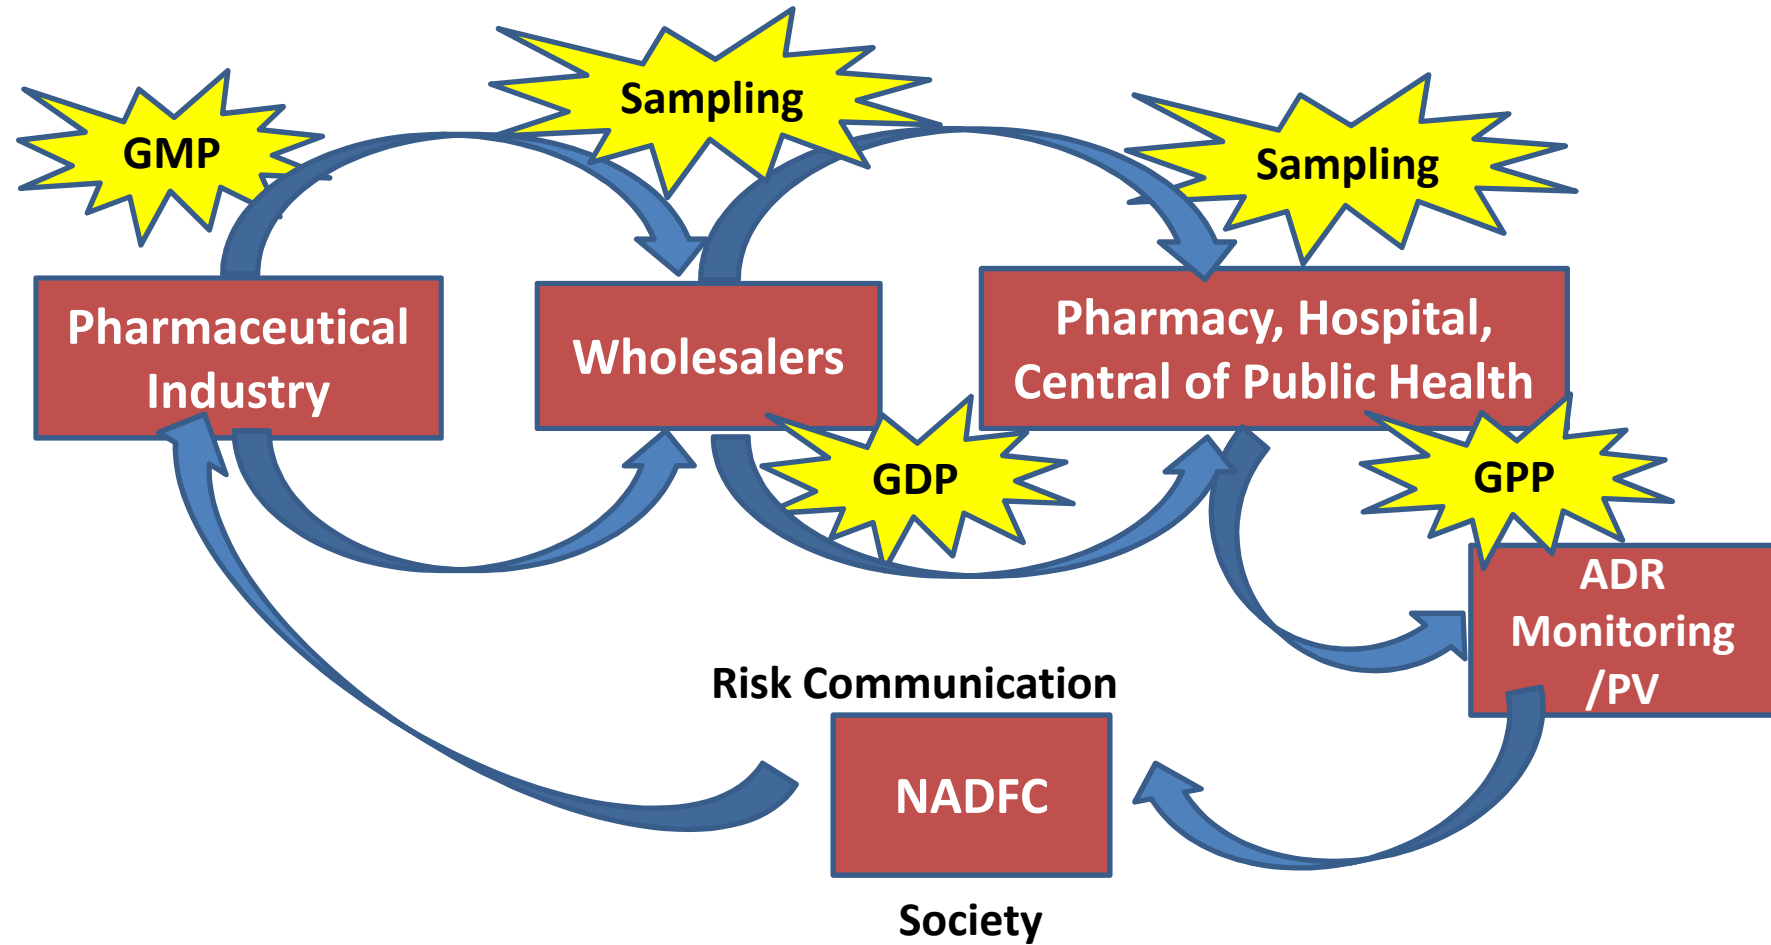 GMP
Sampling
Sampling
Pharmaceutical
Industry
Wholesalers
Pharmacy, Hospital,
Central of Public Health
GDP
GPP
ADR
Monitoring
/PV
Risk Communication
NADFC
Society